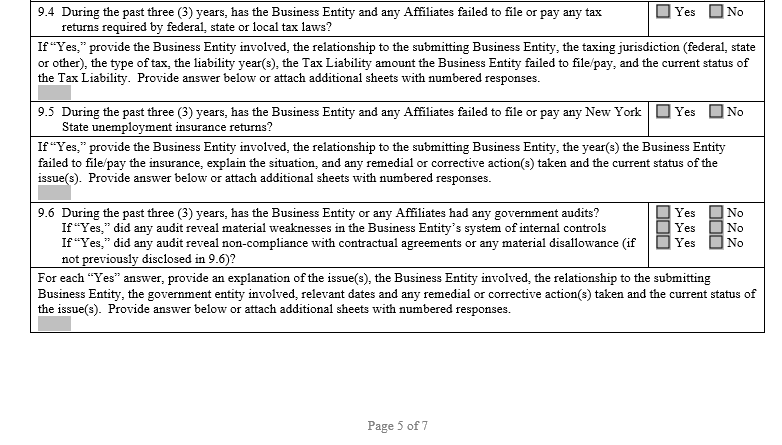 9.4 During the past three (3) years, has the Business Entity and any Affiliates failed to file or pay any tax
returns required by federal, state or local tax laws?
Yes No
If “Yes,” provide the Business Entity involved, the relationship to the submitting Business Entity, the taxing jurisdiction (federal, state
or other), the type of tax, the liability year(s), the Tax Liability amount the Business Entity failed to file/pay, and the current status of
the Tax Liability. Provide answer below or attach additional sheets with numbered responses.
9.5 During the past three (3) years, has the Business Entity and any Affiliates failed to file or pay any New York
State unemployment insurance returns?
Yes No
If “Yes,” provide the Business Entity involved, the relationship to the submitting Business Entity, the year(s) the Business Entity
failed to file/pay the insurance, explain the situation, and any remedial or corrective action(s) taken and the current status of the
issue(s). Provide answer below or attach additional sheets with numbered responses.
9.6 During the past three (3) years, has the Business Entity or any Affiliates had any government audits?
Yes No
If “Yes,” did any audit reveal material weaknesses in the Business Entity’s system of internal controls
Yes No
If “Yes,” did any audit reveal non-compliance with contractual agreements or any material disallowance (if
not previously disclosed in 9.6)?
Yes No
For each “Yes” answer, provide an explanation of the issue(s), the Business Entity involved, the relationship to the submitting
Business Entity, the government entity involved, relevant dates and any remedial or corrective action(s) taken and the current status of
the issue(s). Provide answer below or attach additional sheets with numbered responses.
Page 5 of 7